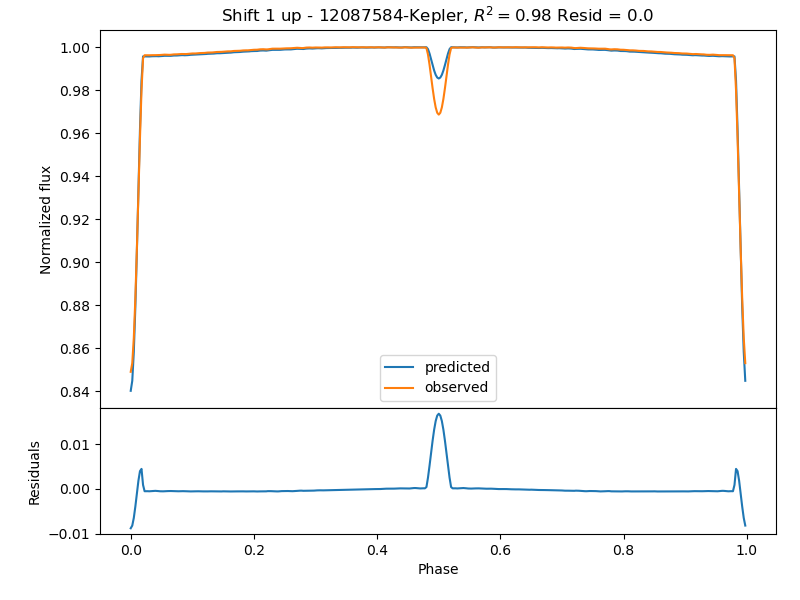 Shift 1 up - 12087584-Kepler, R² = 0.98 Resid = 0.0
Normalized flux
1.00
0.98
0.96
0.94
0.92
0.90
0.88
0.86
0.84
predicted
observed
Residuals
0.01
0.00
−0.01
0.0 0.2 0.4 0.6 0.8 1.0
Phase